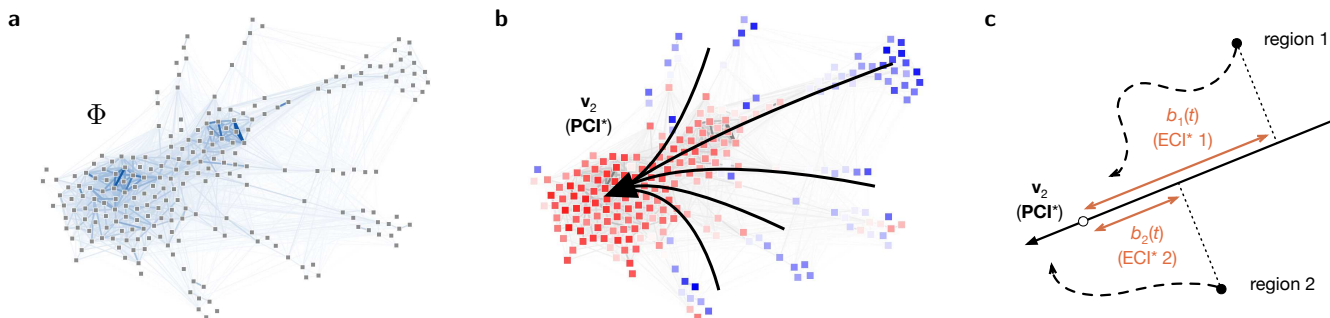 a
Φ
b
v₂
(PCI*)
c
region 1
b₁(t)
(ECI* 1)
v₂
(PCI*)
b₂(t)
(ECI* 2)
region 2